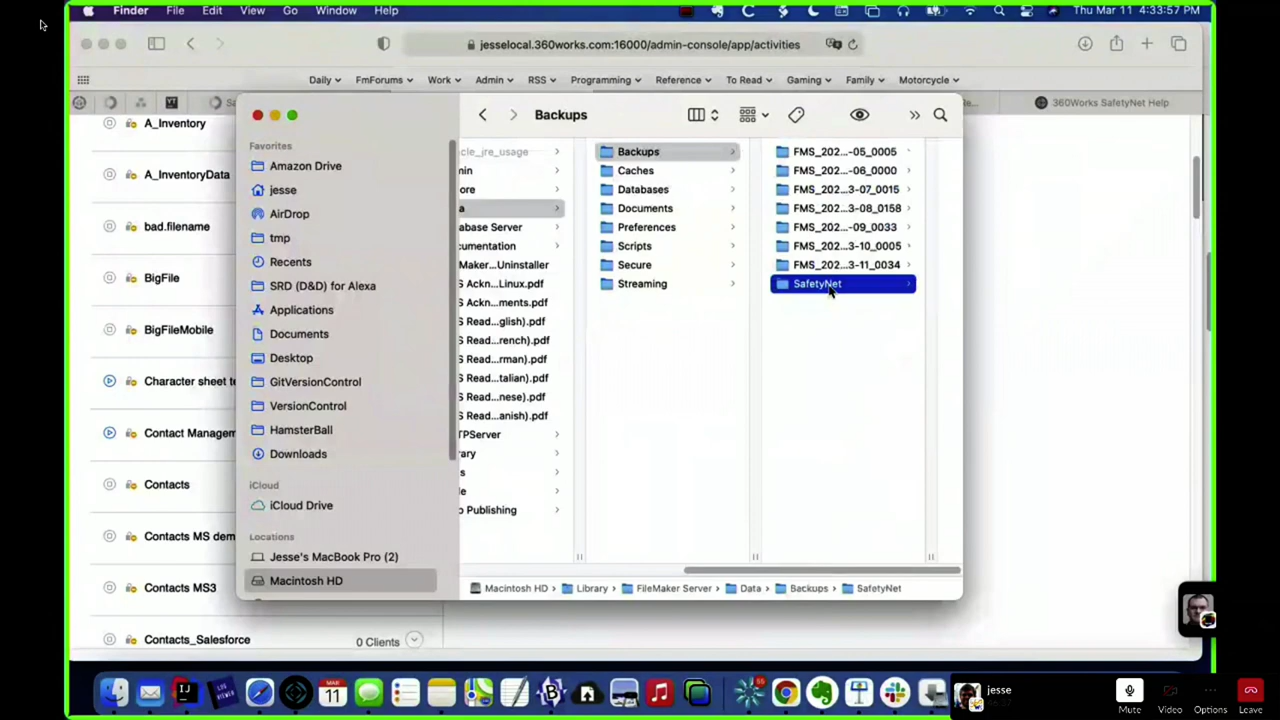 Finder File Edit View Go Window Help
Thu Mar 11 4:33:57 PM
jesselocal.360works.com:16000/admin-console/app/activities
Daily FmForums Work Admin RSS Programming Reference To Read Gaming Family Motorcycle
360Works SafetyNet Help
Backups
A_Inventory
A_InventoryData
bad.filename
BigFile
BigFileMobile
Character sheet te
Contact Managem
Contacts
Contacts MS dem
Contacts MS3
Contacts_Salesforce
0 Clients
Favorites
Amazon Drive
jesse
AirDrop
tmp
Recents
SRD (D&D) for Alexa
Applications
Documents
Desktop
GitVersionControl
VersionControl
HamsterBall
Downloads
iCloud
iCloud Drive
Locations
Jesse's MacBook Pro (2)
Macintosh HD
cle_jre_usage
min
ore
a
abase Server
cumentation
Maker...Uninstaller
S Ackn...Linux.pdf
S Ackn...ments.pdf
S Read...glish).pdf
S Read...rench).pdf
S Read...rman).pdf
S Read...talian).pdf
S Read...nese).pdf
S Read...anish).pdf
TPServer
rary
s
le
o Publishing
Backups
Caches
Databases
Documents
Preferences
Scripts
Secure
Streaming
FMS_202...-05_0005
FMS_202...-06_0000
FMS_202...3-07_0015
FMS_202...3-08_0158
FMS_202...-09_0033
FMS_202...3-10_0005
FMS_202...3-11_0034
SafetyNet
Macintosh HD › Library › FileMaker Server › Data › Backups › SafetyNet
MAR
11
55
jesse
Mute Video Options Leave